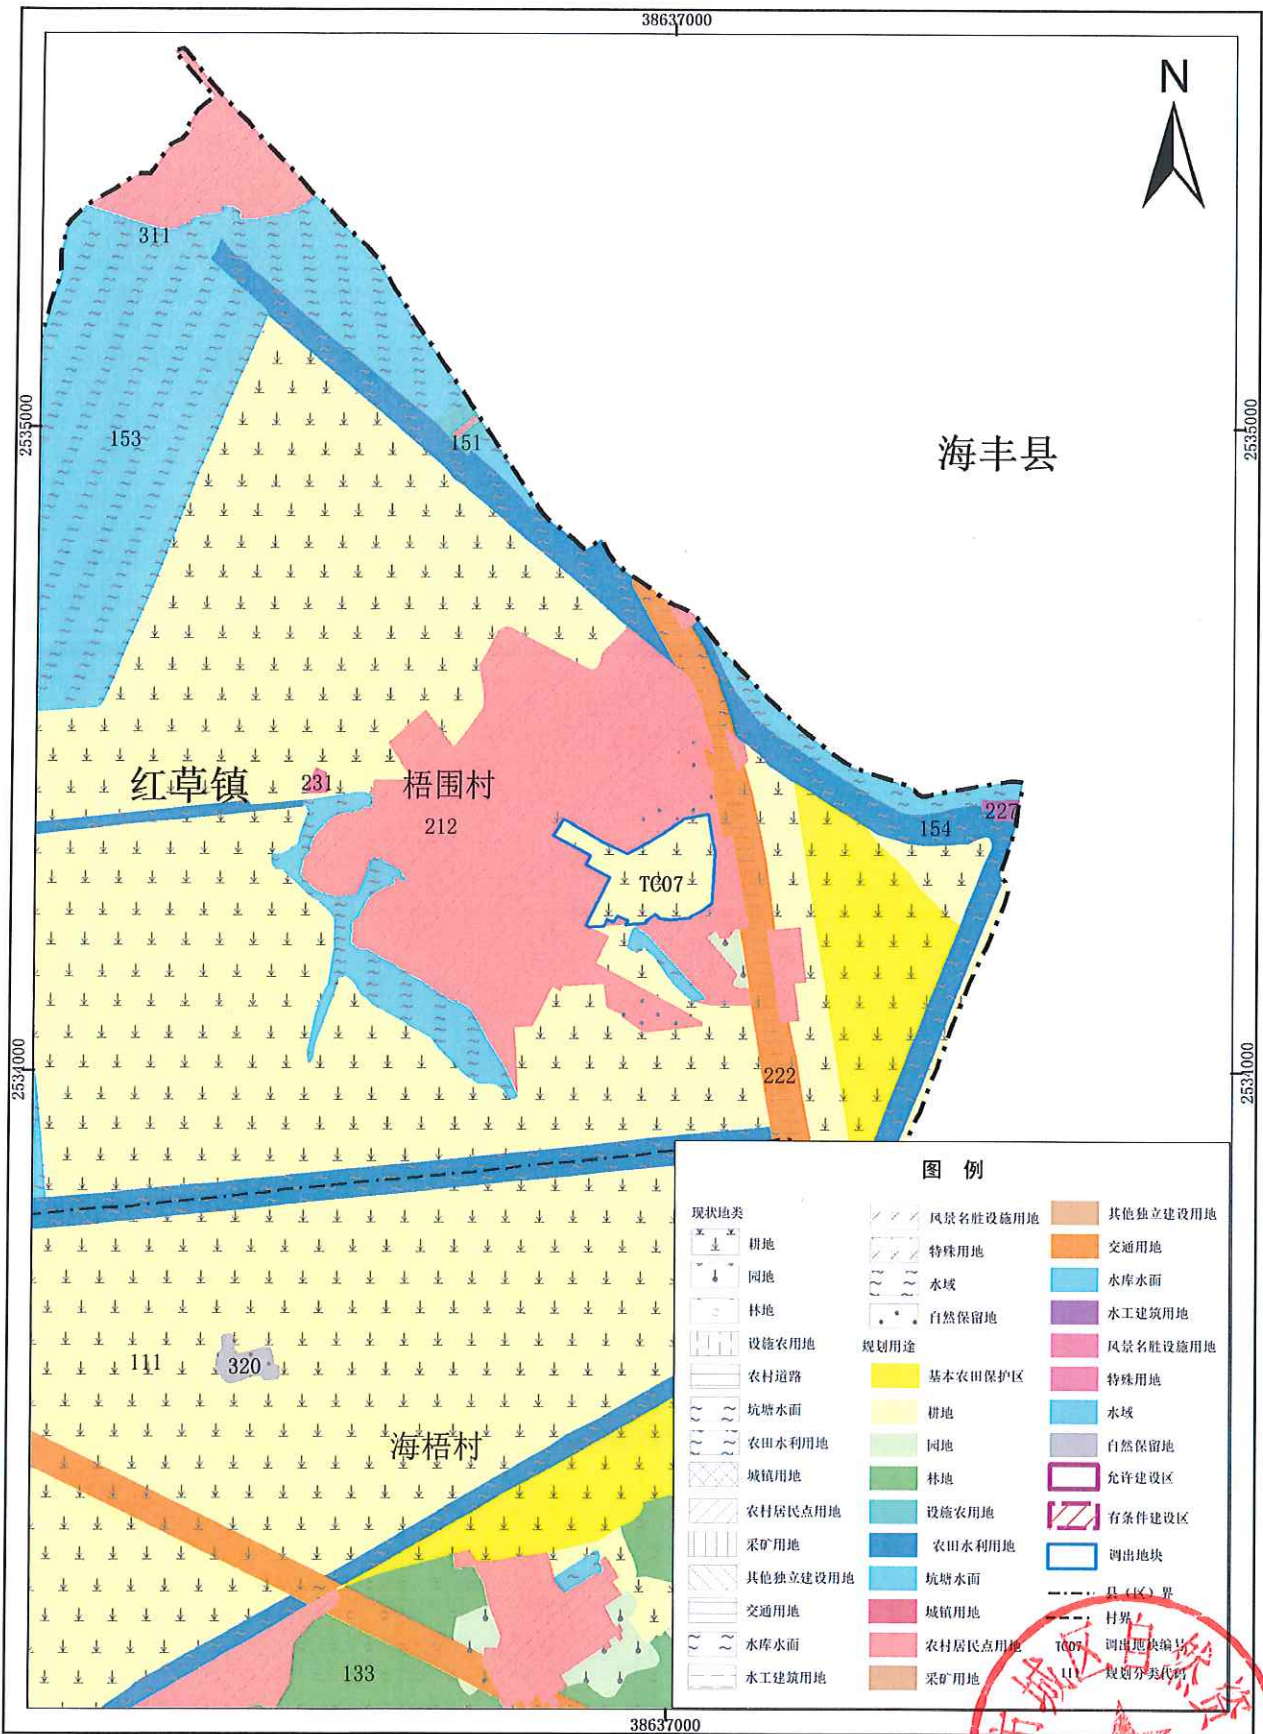 38637000
N
311
2535000
2535000
153
151
海丰县
红草镇
231
梧围村
212
227
154
TC07
2534000
2534000
222
111
320
海梧村
133
38637000
图 例
现状地类
耕地
园地
林地
设施农用地
农村道路
坑塘水面
农田水利用地
城镇用地
农村居民点用地
采矿用地
其他独立建设用地
交通用地
水库水面
水工建筑用地
风景名胜设施用地
特殊用地
水域
自然保留地
规划用途
基本农田保护区
耕地
园地
林地
设施农用地
农田水利用地
坑塘水面
城镇用地
农村居民点用地
采矿用地
其他独立建设用地
交通用地
水库水面
水工建筑用地
风景名胜设施用地
特殊用地
水域
自然保留地
允许建设区
有条件建设区
调出地块
县（区）界
村界
TC07 调出地块编号
111 规划分类代码
市城区自然资